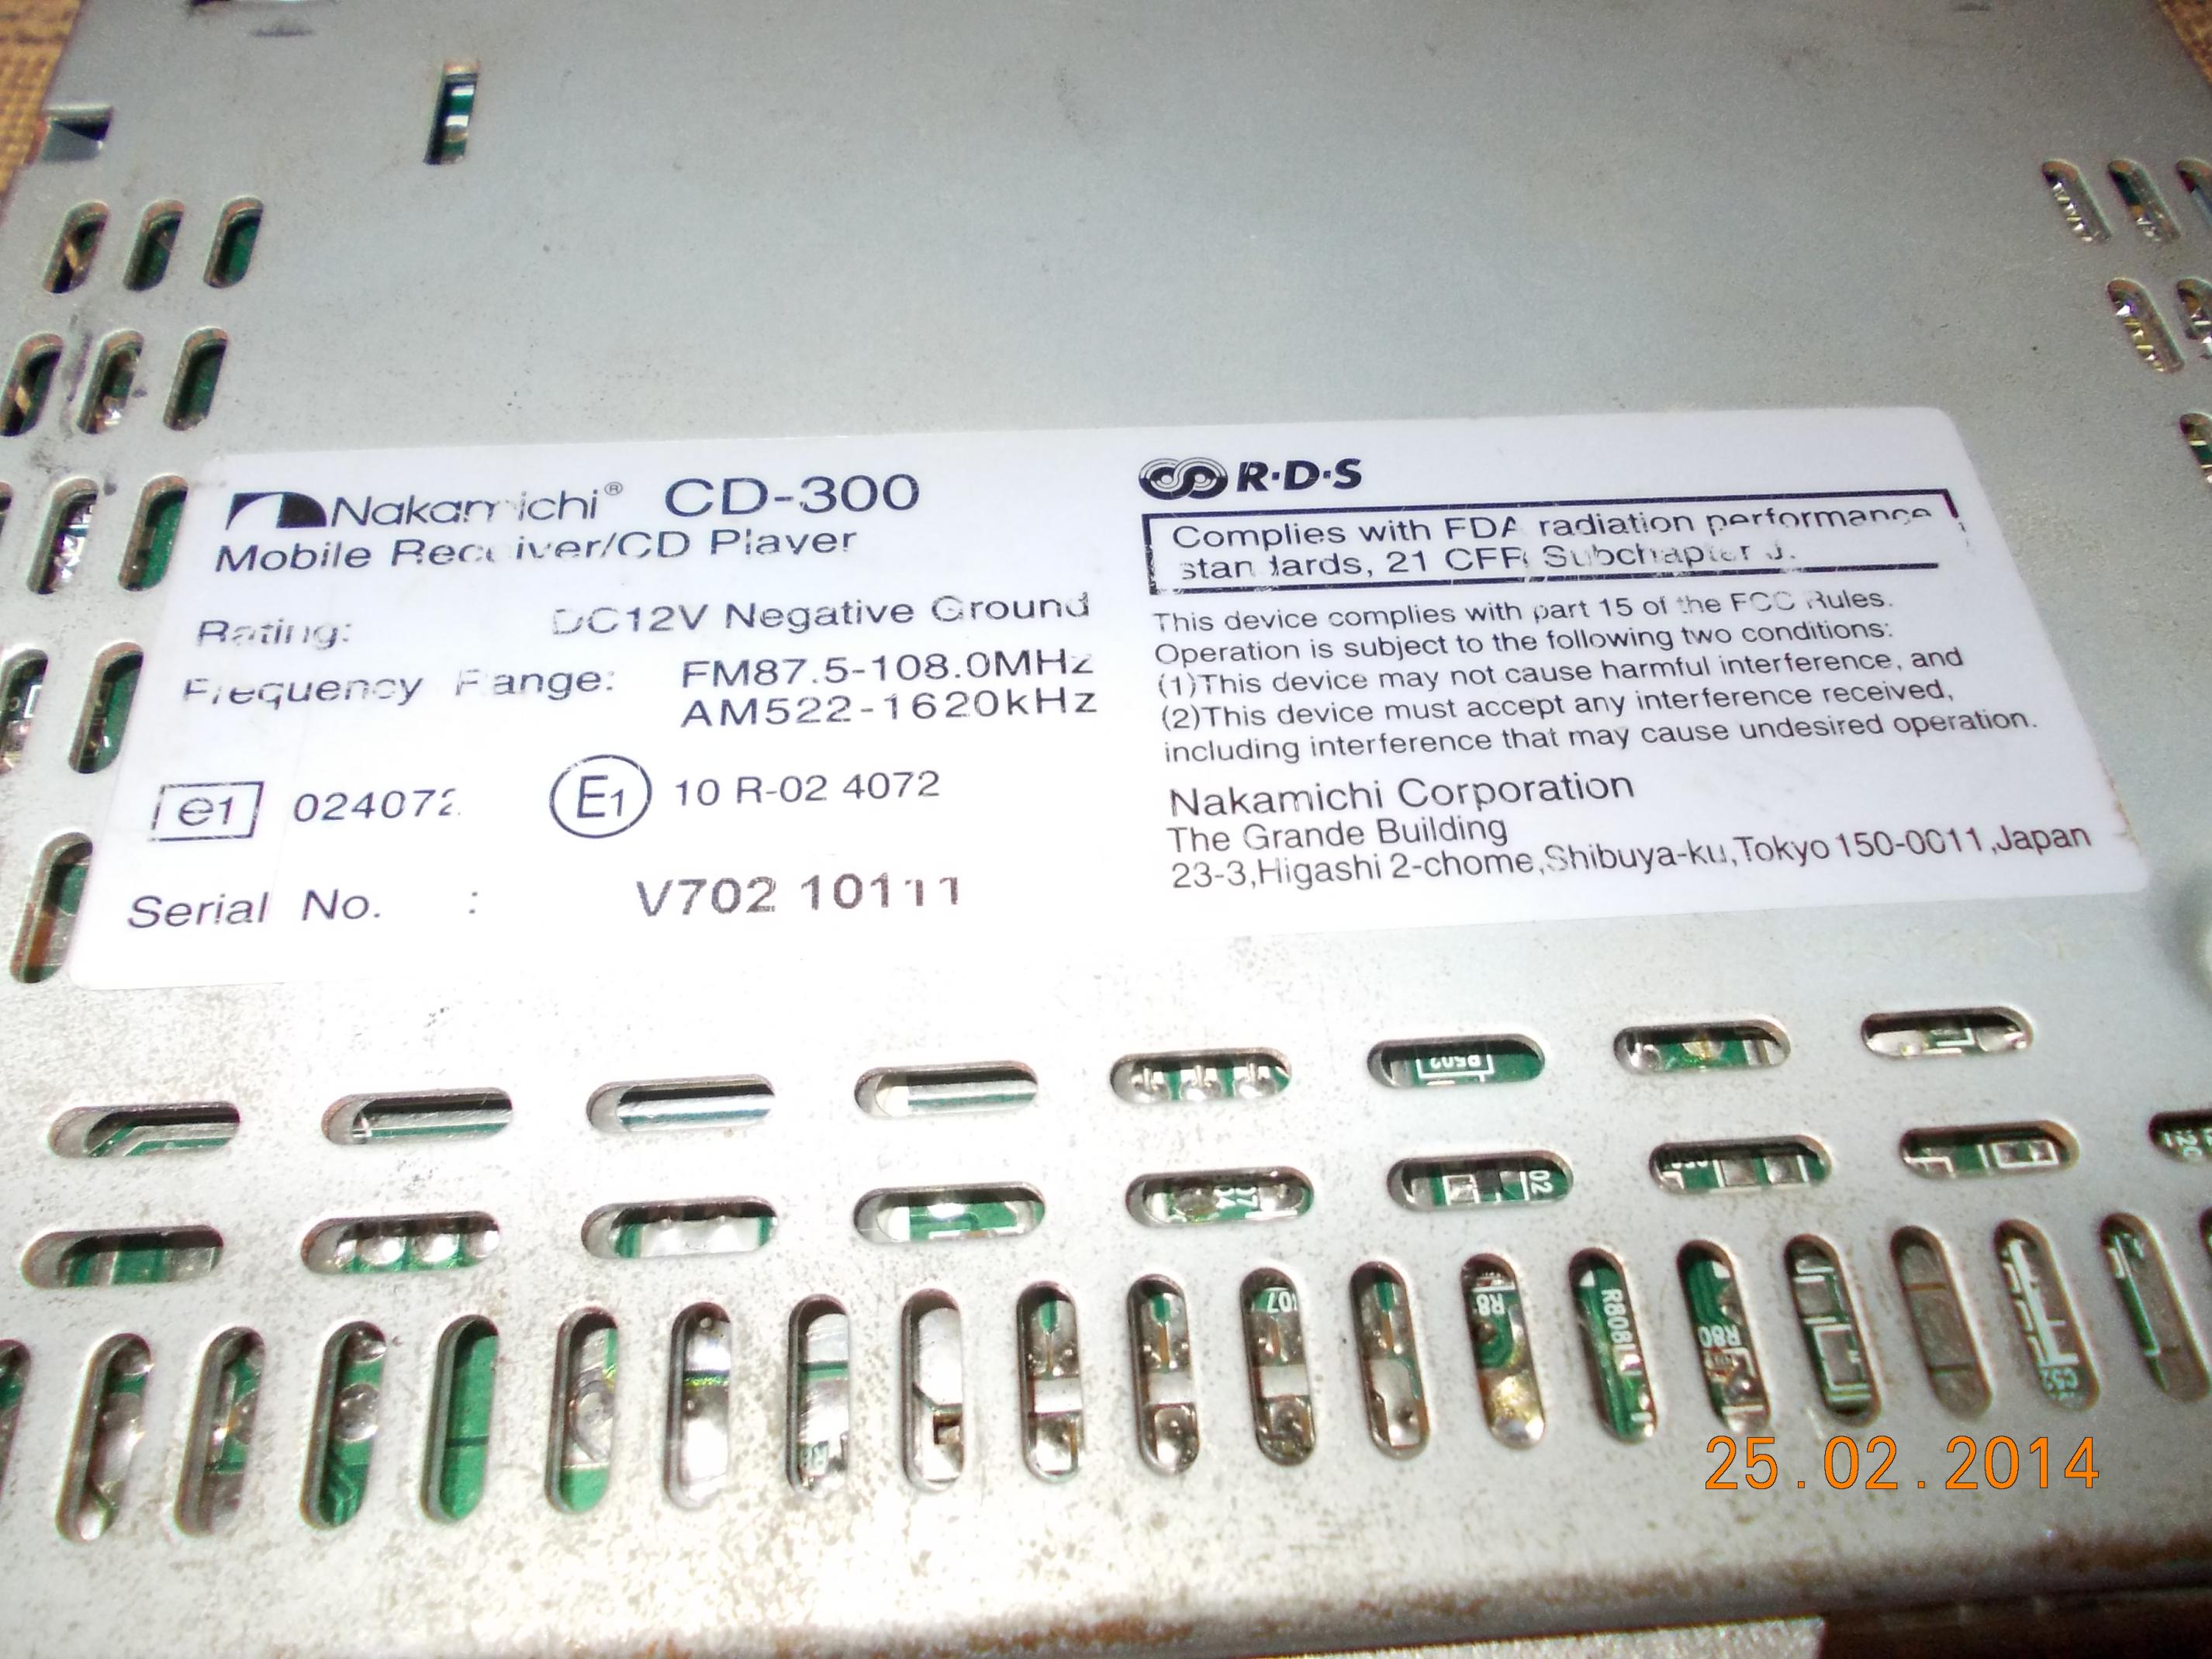 Nakamichi® CD-300
Mobile Receiver/CD Player
Rating: DC12V Negative Ground
Frequency Range: FM87.5-108.0MHz
AM522-1620kHz
e1 024072 E1 10 R-02 4072
Serial No. : V702 10111
R·D·S
Complies with FDA radiation performance
standards, 21 CFR Subchapter J.
This device complies with part 15 of the FCC Rules.
Operation is subject to the following two conditions:
(1)This device may not cause harmful interference, and
(2)This device must accept any interference received,
including interference that may cause undesired operation.
Nakamichi Corporation
The Grande Building
23-3,Higashi 2-chome,Shibuya-ku,Tokyo 150-0011,Japan
R502
02
R808
R80
25.02.2014